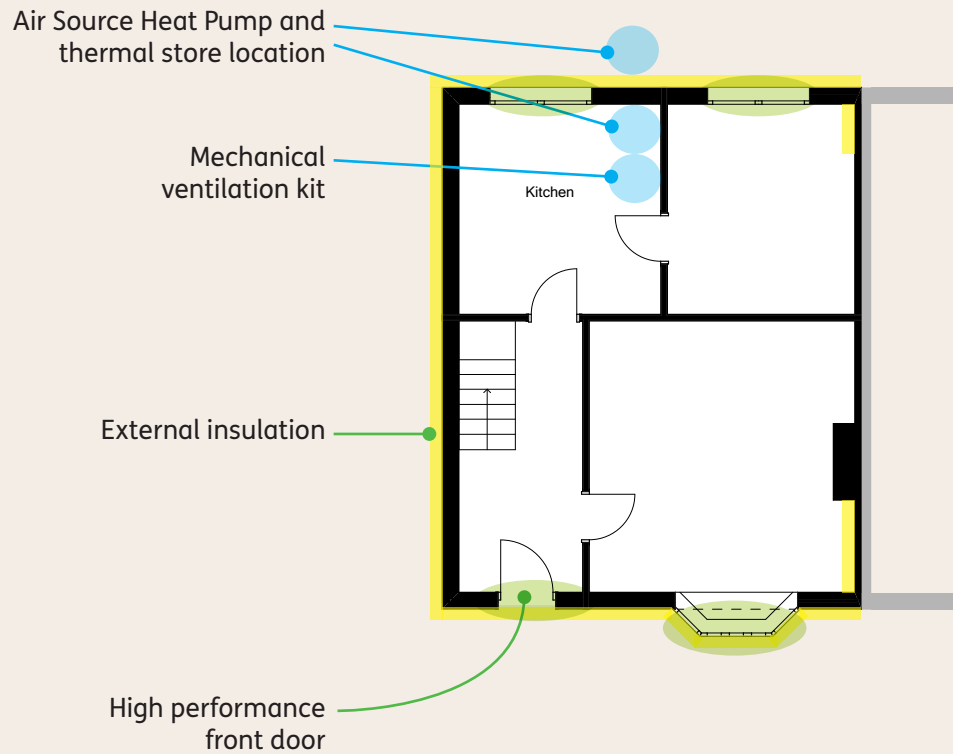 Air Source Heat Pump and
thermal store location
Mechanical
ventilation kit
Kitchen
External insulation
High performance
front door